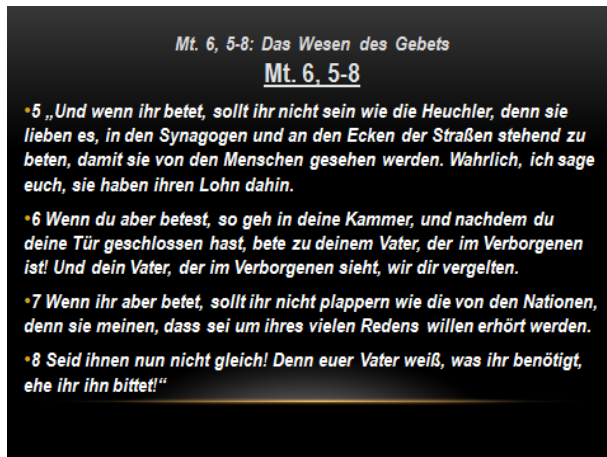 Mt. 6, 5-8: Das Wesen des Gebets
Mt. 6, 5-8
•5 „Und wenn ihr betet, sollt ihr nicht sein wie die Heuchler, denn sie
lieben es, in den Synagogen und an den Ecken der Straßen stehend zu
beten, damit sie von den Menschen gesehen werden. Wahrlich, ich sage
euch, sie haben ihren Lohn dahin.
•6 Wenn du aber betest, so geh in deine Kammer, und nachdem du
deine Tür geschlossen hast, bete zu deinem Vater, der im Verborgenen
ist! Und dein Vater, der im Verborgenen sieht, wir dir vergelten.
•7 Wenn ihr aber betet, sollt ihr nicht plappern wie die von den Nationen,
denn sie meinen, dass sei um ihres vielen Redens willen erhört werden.
•8 Seid ihnen nun nicht gleich! Denn euer Vater weiß, was ihr benötigt,
ehe ihr ihn bittet!“